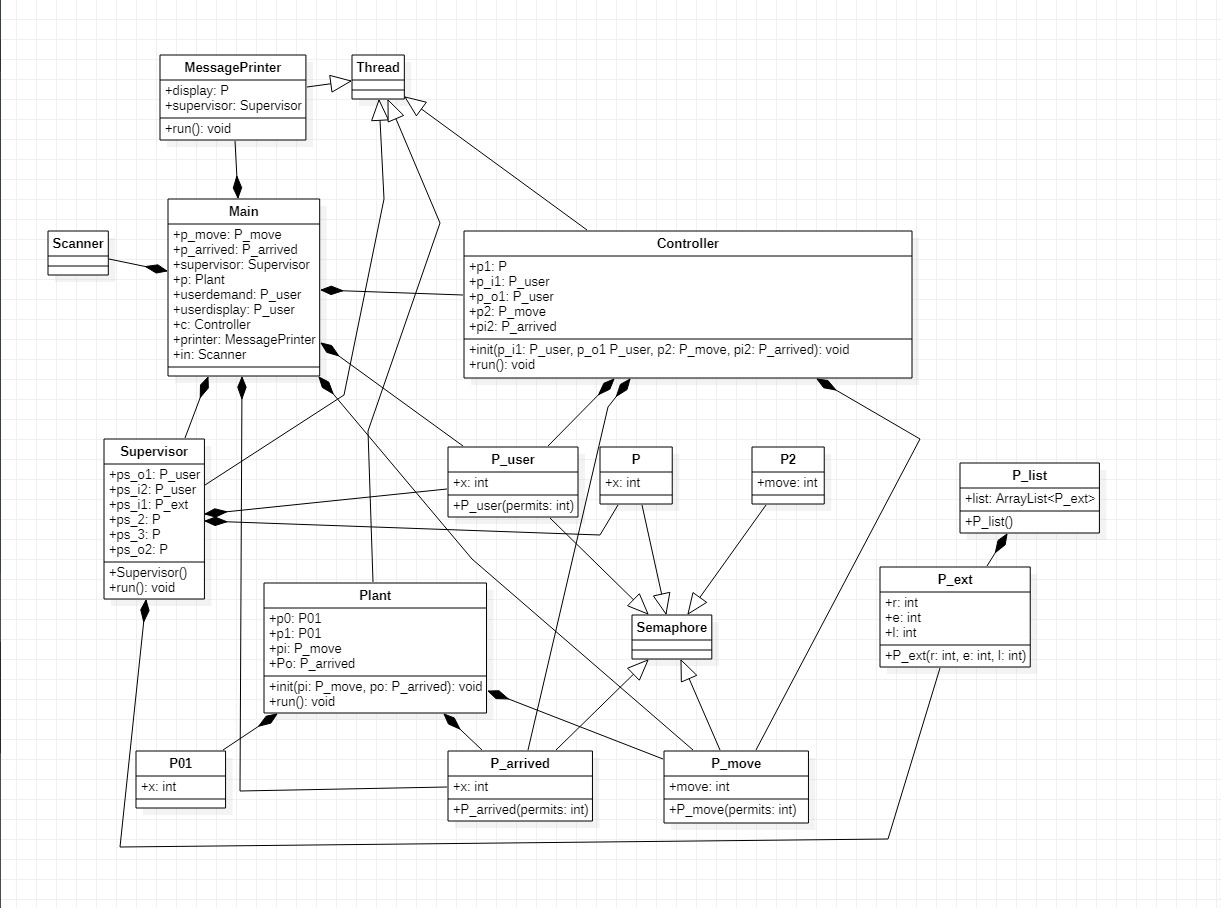 MessagePrinter
+display: P
+supervisor: Supervisor
+run(): void
Thread
Scanner
Main
+p_move: P_move
+p_arrived: P_arrived
+supervisor: Supervisor
+p: Plant
+userdemand: P_user
+userdisplay: P_user
+c: Controller
+printer: MessagePrinter
+in: Scanner
Controller
+p1: P
+p_i1: P_user
+p_o1: P_user
+p2: P_move
+pi2: P_arrived
+init(p_i1: P_user, p_o1 P_user, p2: P_move, pi2: P_arrived): void
+run(): void
Supervisor
+ps_o1: P_user
+ps_i2: P_user
+ps_i1: P_ext
+ps_2: P
+ps_3: P
+ps_o2: P
+Supervisor()
+run(): void
P_user
+x: int
+P_user(permits: int)
P
+x: int
P2
+move: int
P_list
+list: ArrayList<P_ext>
+P_list()
P_ext
+r: int
+e: int
+l: int
+P_ext(r: int, e: int, l: int)
Plant
+p0: P01
+p1: P01
+pi: P_move
+Po: P_arrived
+init(pi: P_move, po: P_arrived): void
+run(): void
Semaphore
P01
+x: int
P_arrived
+x: int
+P_arrived(permits: int)
P_move
+move: int
+P_move(permits: int)